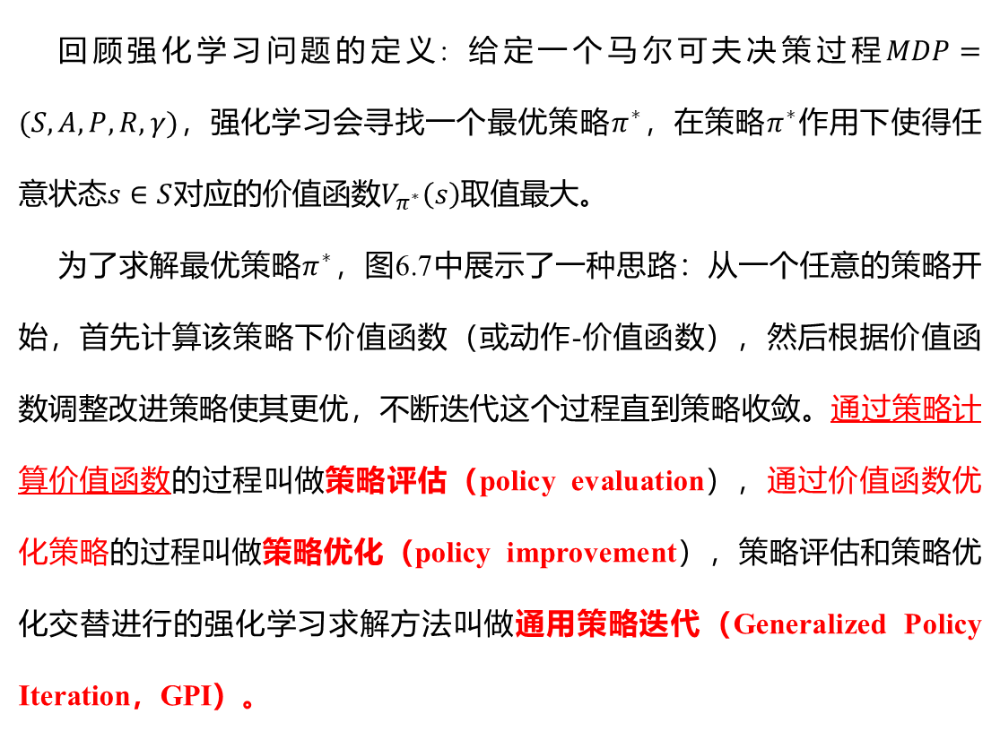 回顾强化学习问题的定义：给定一个马尔可夫决策过程MDP =
(S, A, P, R, γ)，强化学习会寻找一个最优策略π*，在策略π*作用下使得任
意状态s ∈ S对应的价值函数V_π*(s)取值最大。
为了求解最优策略π*，图6.7中展示了一种思路：从一个任意的策略开
始，首先计算该策略下价值函数（或动作-价值函数），然后根据价值函
数调整改进策略使其更优，不断迭代这个过程直到策略收敛。通过策略计
算价值函数的过程叫做策略评估（policy evaluation），通过价值函数优
化策略的过程叫做策略优化（policy improvement），策略评估和策略优
化交替进行的强化学习求解方法叫做通用策略迭代（Generalized Policy
Iteration，GPI）。